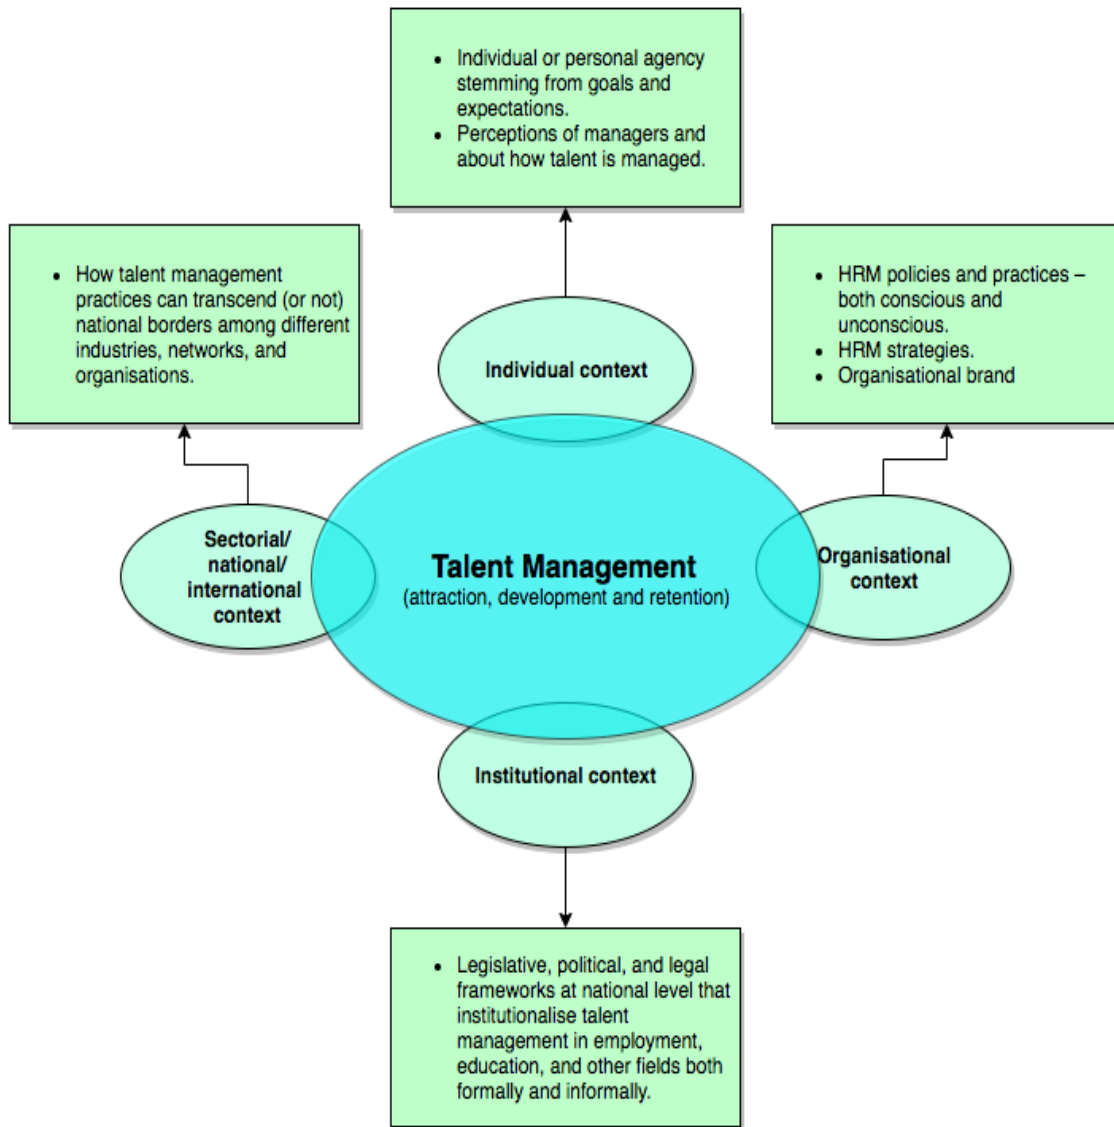 • Individual or personal agency
stemming from goals and
expectations.
• Perceptions of managers and
about how talent is managed.
• How talent management
practices can transcend (or not)
national borders among different
industries, networks, and
organisations.
• HRM policies and practices –
both conscious and
unconscious.
• HRM strategies.
• Organisational brand
Individual context
Sectorial/
national/
international
context
Talent Management
(attraction, development and retention)
Organisational
context
Institutional context
• Legislative, political, and legal
frameworks at national level that
institutionalise talent
management in employment,
education, and other fields both
formally and informally.